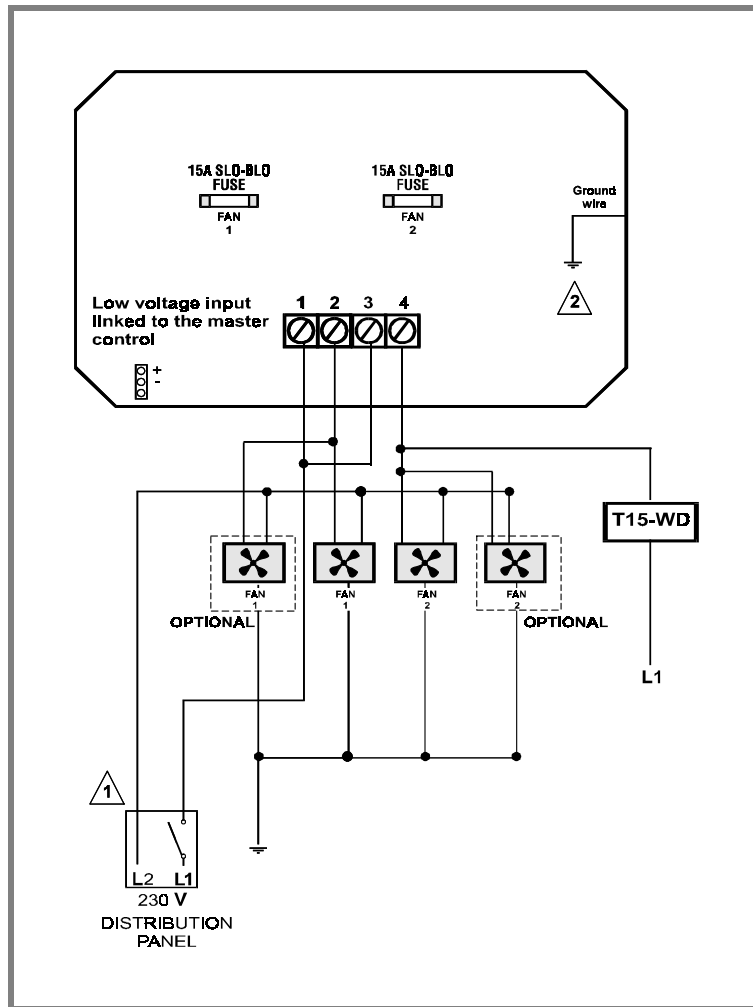 15A SLO-BLO
FUSE
FAN
1
15A SLO-BLO
FUSE
FAN
2
Ground
wire
2
Low voltage input
linked to the master
control
+
-
1 2 3 4
T15-WD
FAN
1
OPTIONAL
FAN
1
FAN
2
FAN
2
OPTIONAL
L1
1
L2 L1
230 V
DISTRIBUTION
PANEL